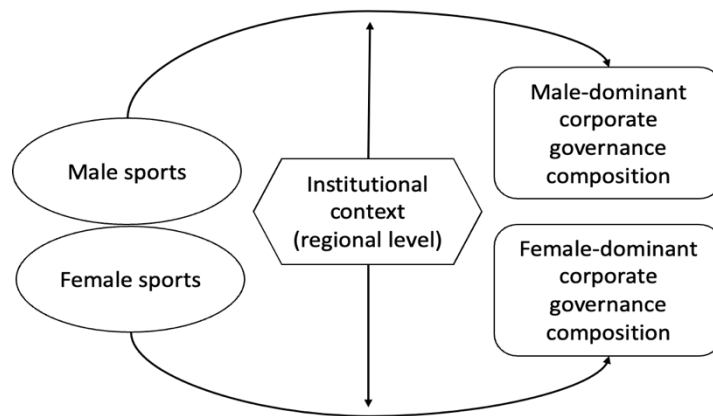 Male sports
Female sports
Institutional
context
(regional level)
Male-dominant
corporate
governance
composition
Female-dominant
corporate
governance
composition